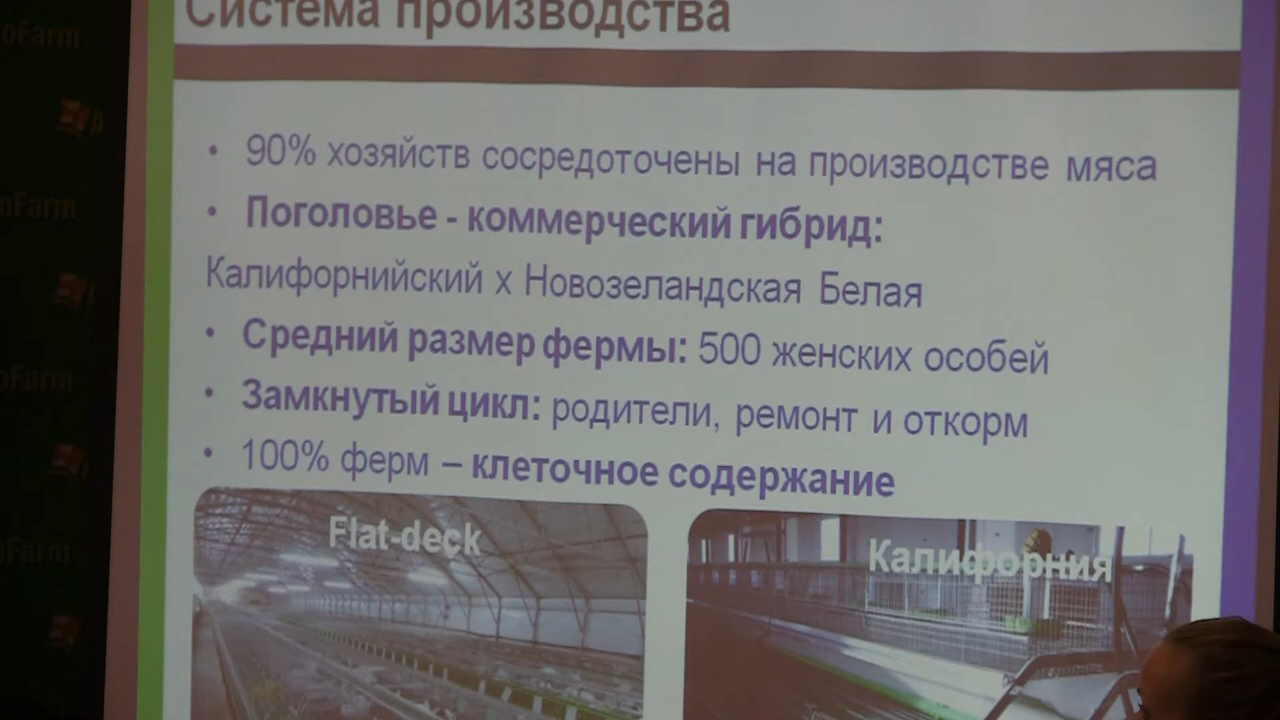 Система производства
• 90% хозяйств сосредоточены на производстве мяса
• Поголовье - коммерческий гибрид:
Калифорнийский x Новозеландская Белая
• Средний размер фермы: 500 женских особей
• Замкнутый цикл: родители, ремонт и откорм
• 100% ферм – клеточное содержание
Flat-deck
Калифорния